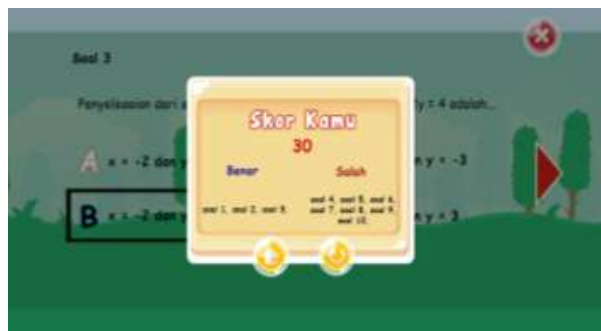 Soal 3
Penyelesaian dari
y = 4 adalah...
Skor Kamu
30
Benar
Salah
soal 1, soal 2, soal 3,
soal 4, soal 5, soal 6,
soal 7, soal 8, soal 9,
soal 10,
A x = -2 dan y
n y = -3
B x = -2 dan y
n y = 3